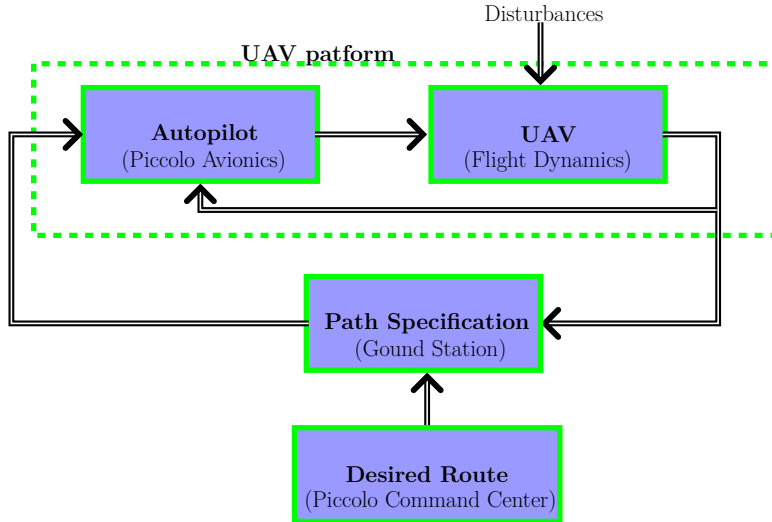 Disturbances
UAV patform
Autopilot
(Piccolo Avionics)
UAV
(Flight Dynamics)
Path Specification
(Gound Station)
Desired Route
(Piccolo Command Center)